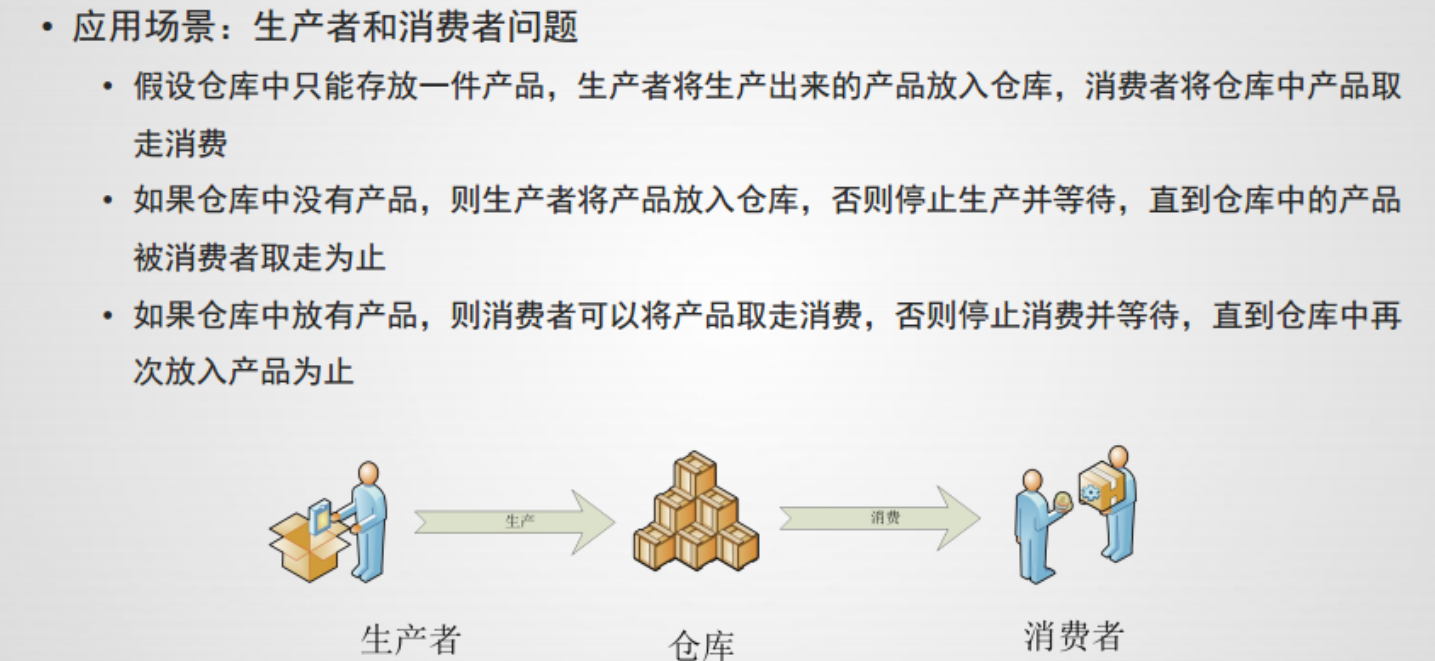 • 应用场景：生产者和消费者问题
• 假设仓库中只能存放一件产品，生产者将生产出来的产品放入仓库，消费者将仓库中产品取
走消费
• 如果仓库中没有产品，则生产者将产品放入仓库，否则停止生产并等待，直到仓库中的产品
被消费者取走为止
• 如果仓库中放有产品，则消费者可以将产品取走消费，否则停止消费并等待，直到仓库中再
次放入产品为止
生产
消费
生产者
仓库
消费者